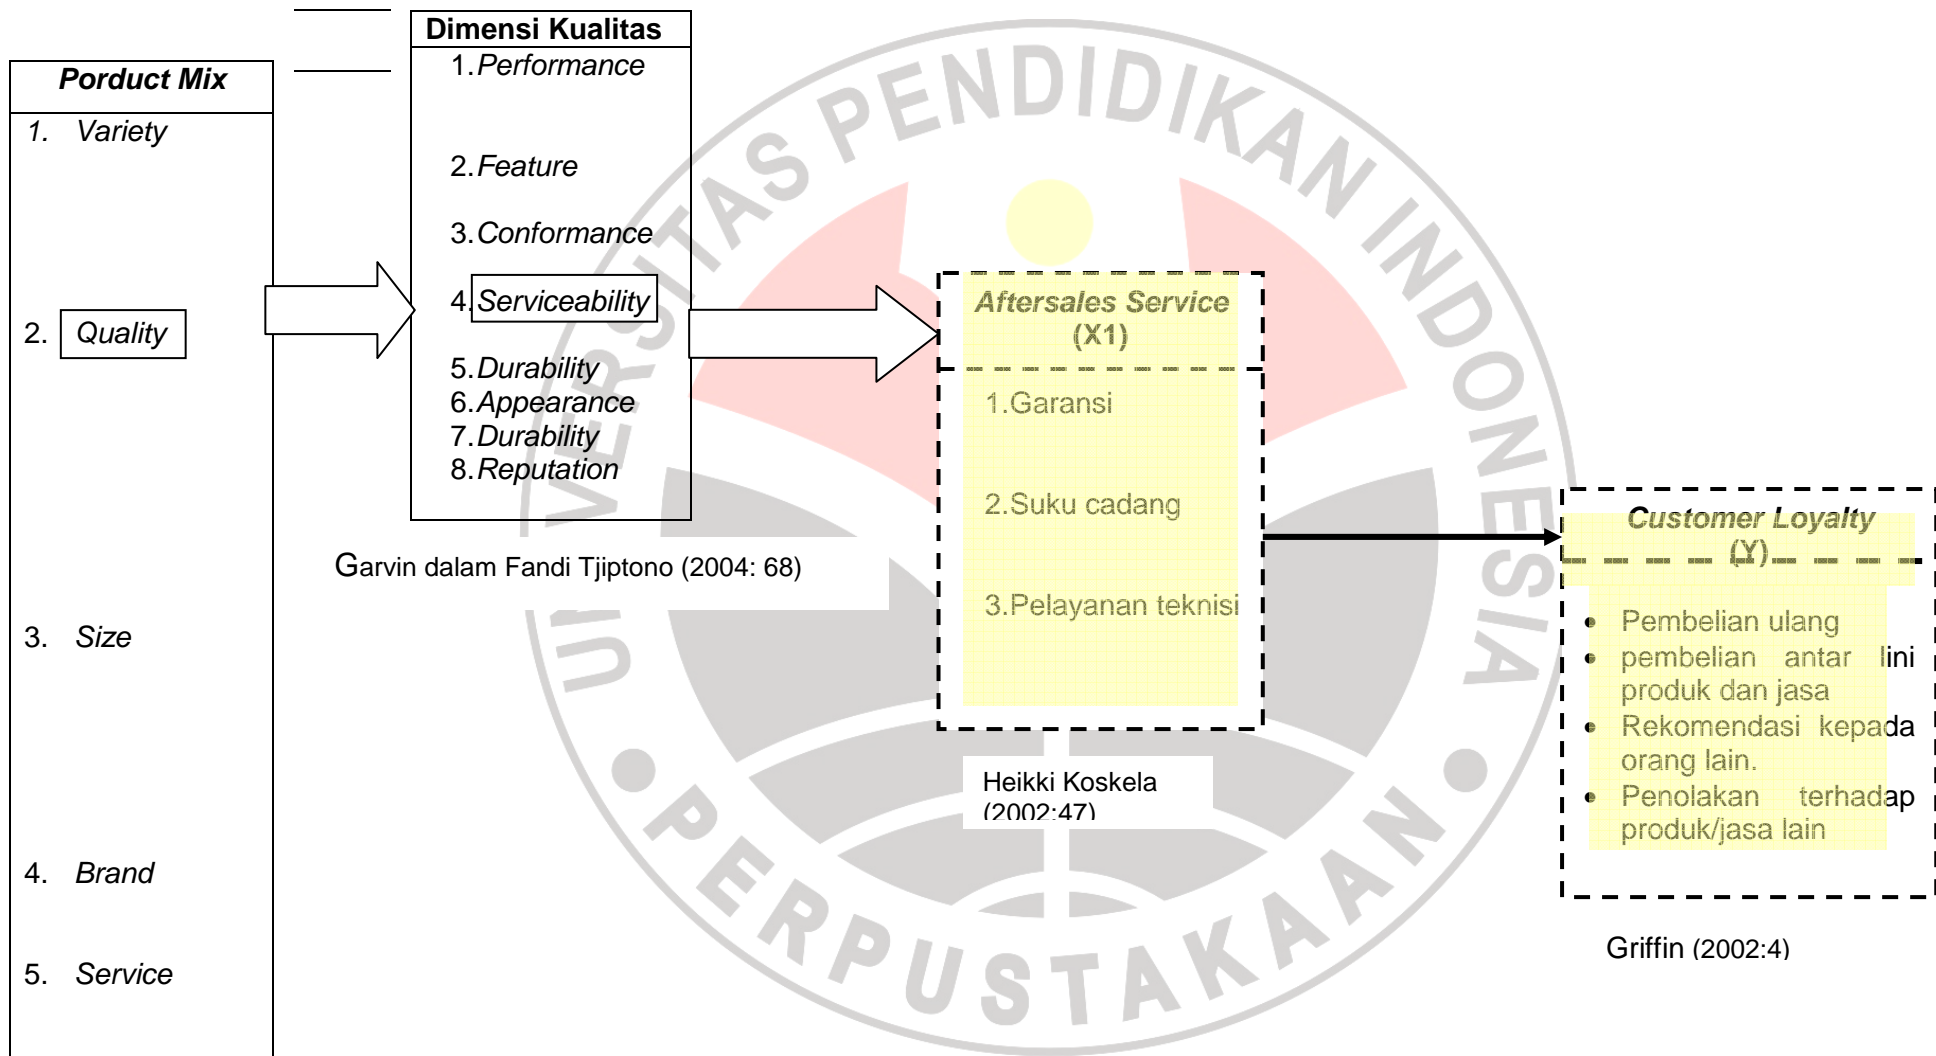 Porduct Mix
1. Variety
2. Quality
3. Size
4. Brand
5. Service
Dimensi Kualitas
1.Performance
2.Feature
3.Conformance
4.Serviceability
5.Durability
6.Appearance
7.Durability
8.Reputation
Garvin dalam Fandi Tjiptono (2004: 68)
Aftersales Service
(X1)
1.Garansi
2.Suku cadang
3.Pelayanan teknisi
Heikki Koskela
(2002:47)
Customer Loyalty
(Y)
• Pembelian ulang
• pembelian antar lini
produk dan jasa
• Rekomendasi kepada
orang lain.
• Penolakan terhadap
produk/jasa lain
Griffin (2002:4)
UNIVERSITAS PENDIDIKAN INDONESIA
PERPUSTAKAAN